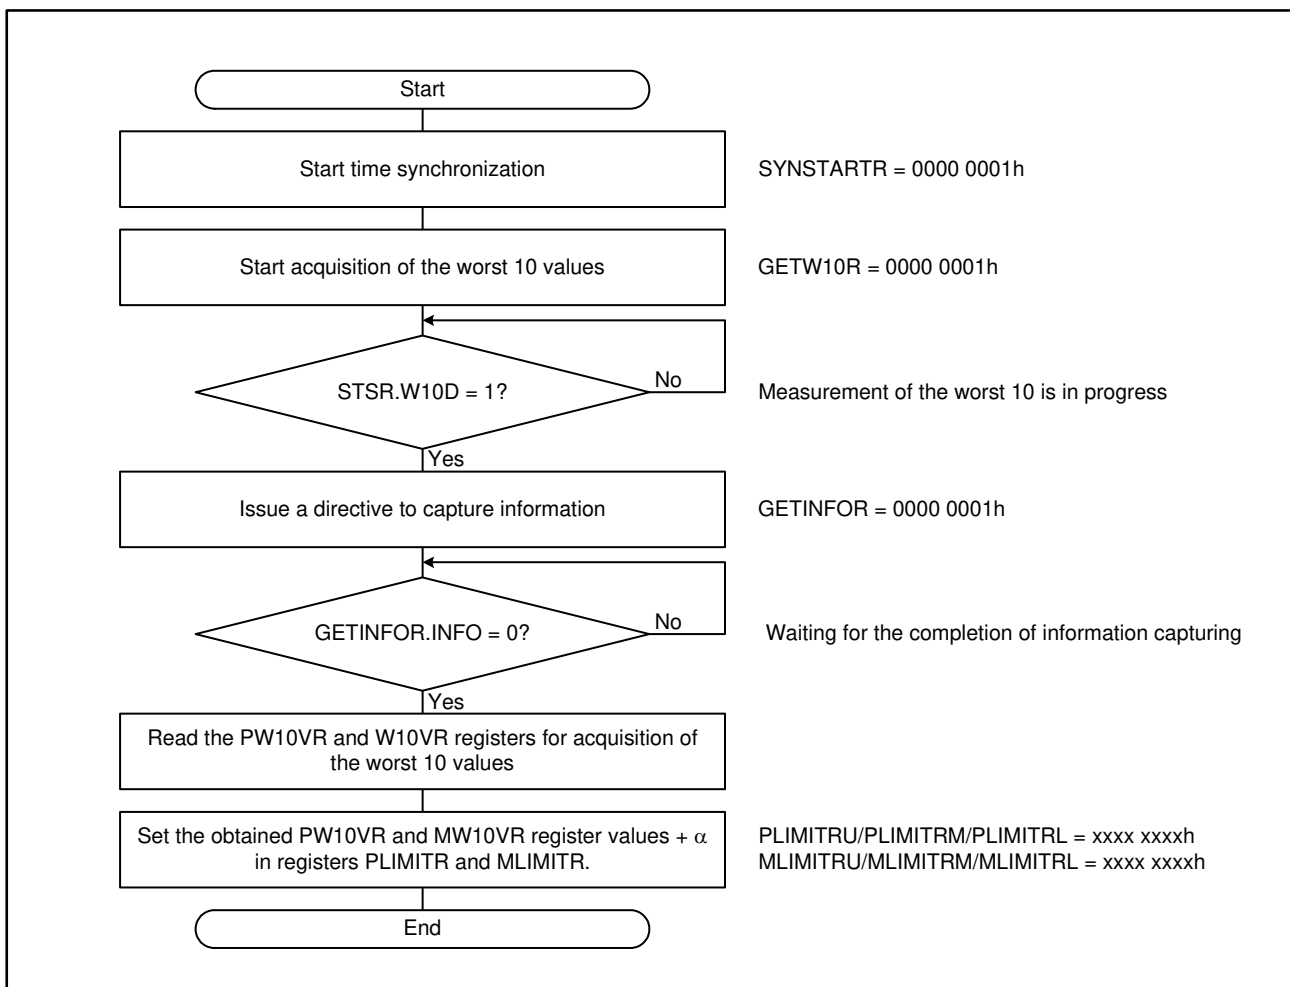 Start
Start time synchronization
SYNSTARTR = 0000 0001h
Start acquisition of the worst 10 values
GETW10R = 0000 0001h
STSR.W10D = 1?
No
Measurement of the worst 10 is in progress
Yes
Issue a directive to capture information
GETINFOR = 0000 0001h
GETINFOR.INFO = 0?
No
Waiting for the completion of information capturing
Yes
Read the PW10VR and W10VR registers for acquisition of
the worst 10 values
Set the obtained PW10VR and MW10VR register values + α
in registers PLIMITR and MLIMITR.
PLIMITRU/PLIMITRM/PLIMITRL = xxxx xxxxh
MLIMITRU/MLIMITRM/MLIMITRL = xxxx xxxxh
End